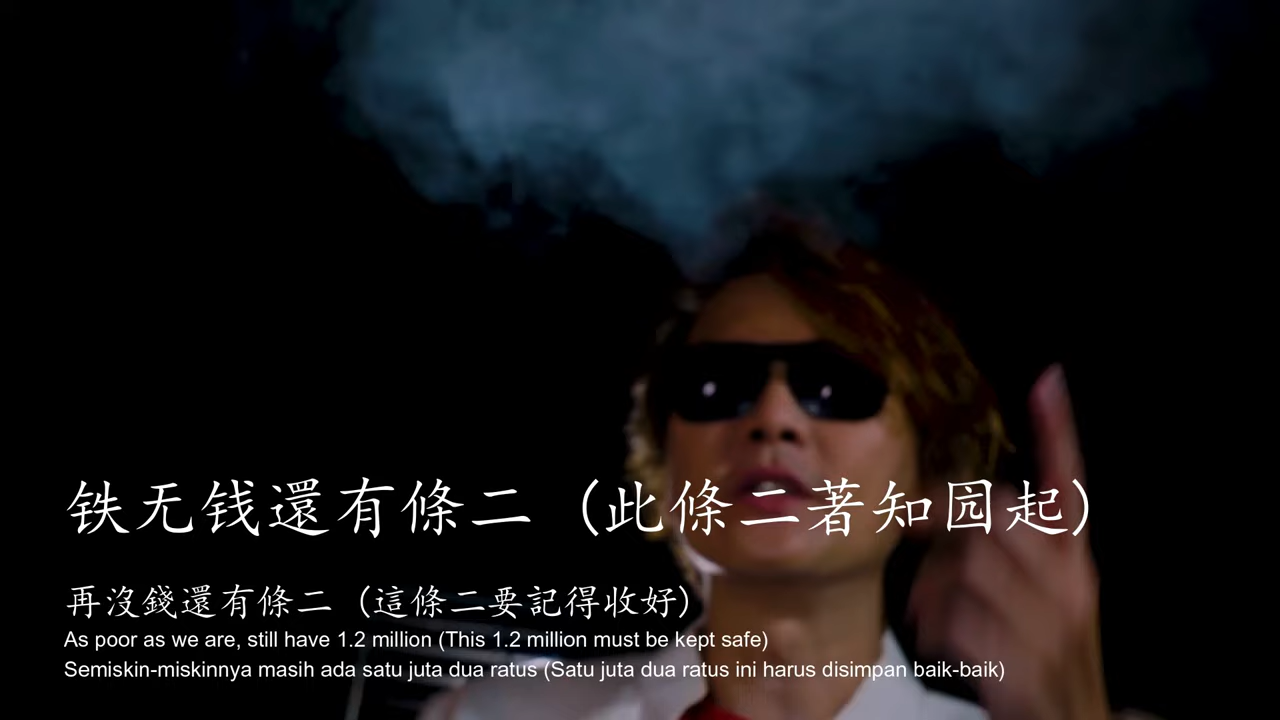 铁无钱還有條二 (此條二著知园起)
再沒錢還有條二 (這條二要記得收好)
As poor as we are, still have 1.2 million (This 1.2 million must be kept safe)
Semiskin-miskinnya masih ada satu juta dua ratus (Satu juta dua ratus ini harus disimpan baik-baik)